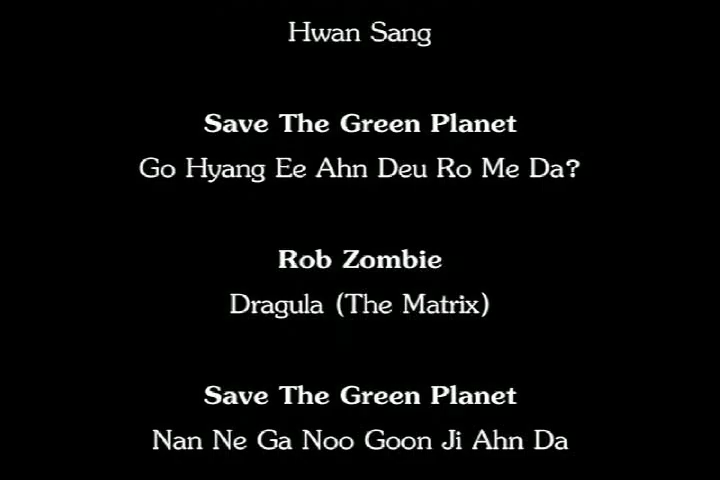 Hwan Sang
Save The Green Planet
Go Hyang Ee Ahn Deu Ro Me Da?
Rob Zombie
Dragula (The Matrix)
Save The Green Planet
Nan Ne Ga Noo Goon Ji Ahn Da